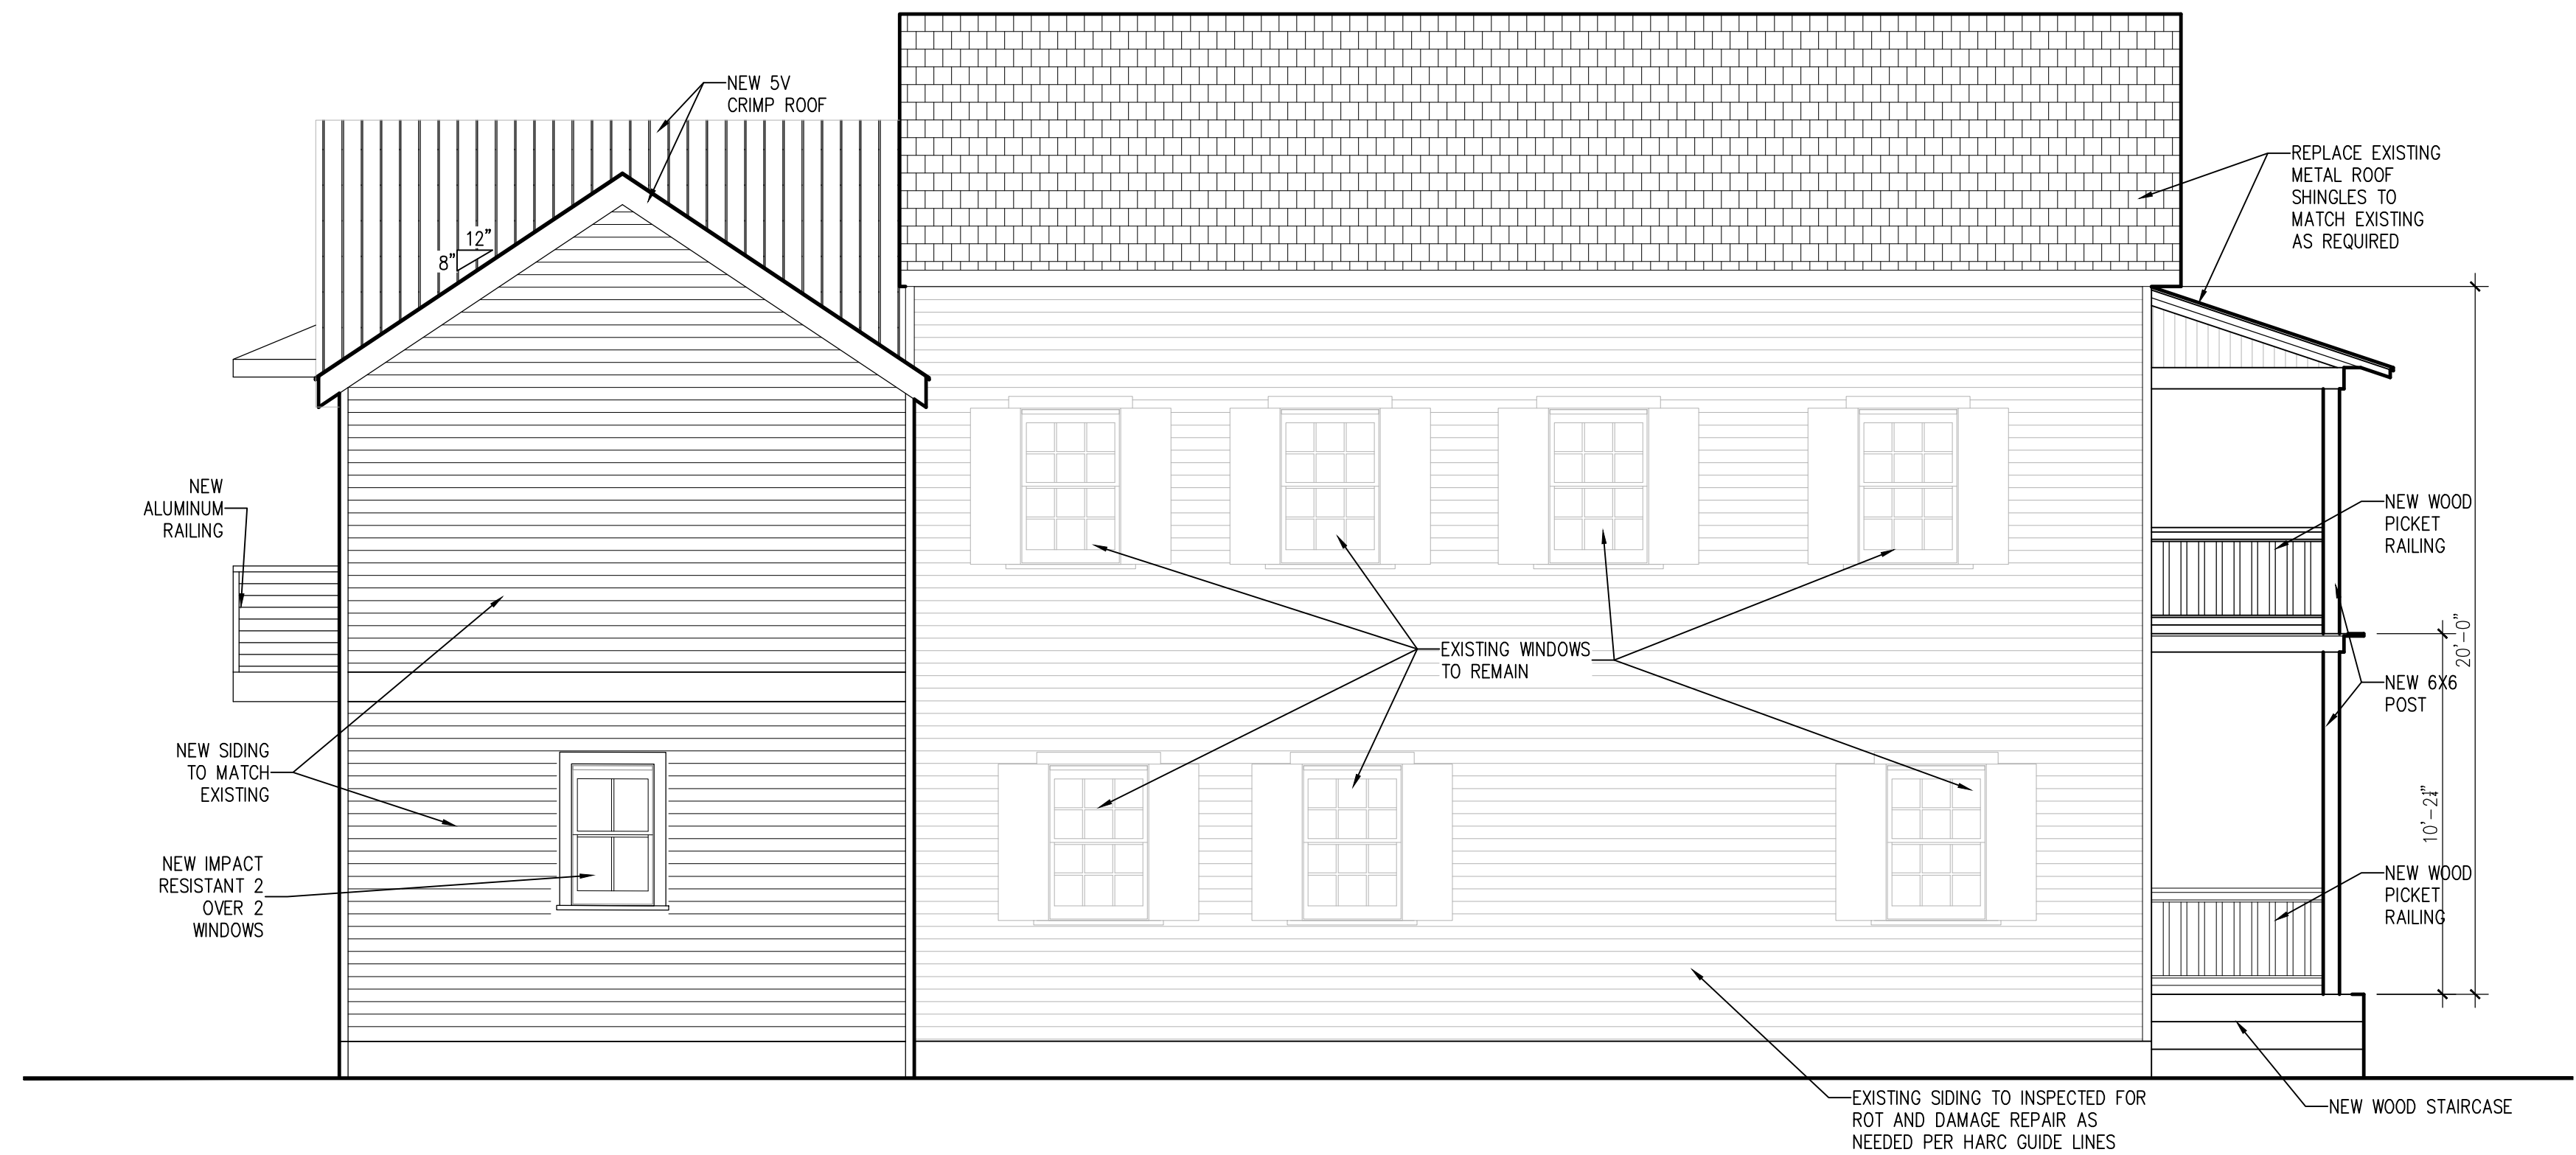 NEW 5V
CRIMP ROOF
REPLACE EXISTING
METAL ROOF
SHINGLES TO
MATCH EXISTING
AS REQUIRED
12"
8"
NEW
ALUMINUM
RAILING
NEW WOOD
PICKET
RAILING
20'-0"
EXISTING WINDOWS
TO REMAIN
NEW 6X6
POST
NEW SIDING
TO MATCH
EXISTING
10'-2¼"
NEW IMPACT
RESISTANT 2
OVER 2
WINDOWS
NEW WOOD
PICKET
RAILING
EXISTING SIDING TO INSPECTED FOR
ROT AND DAMAGE REPAIR AS
NEEDED PER HARC GUIDE LINES
NEW WOOD STAIRCASE